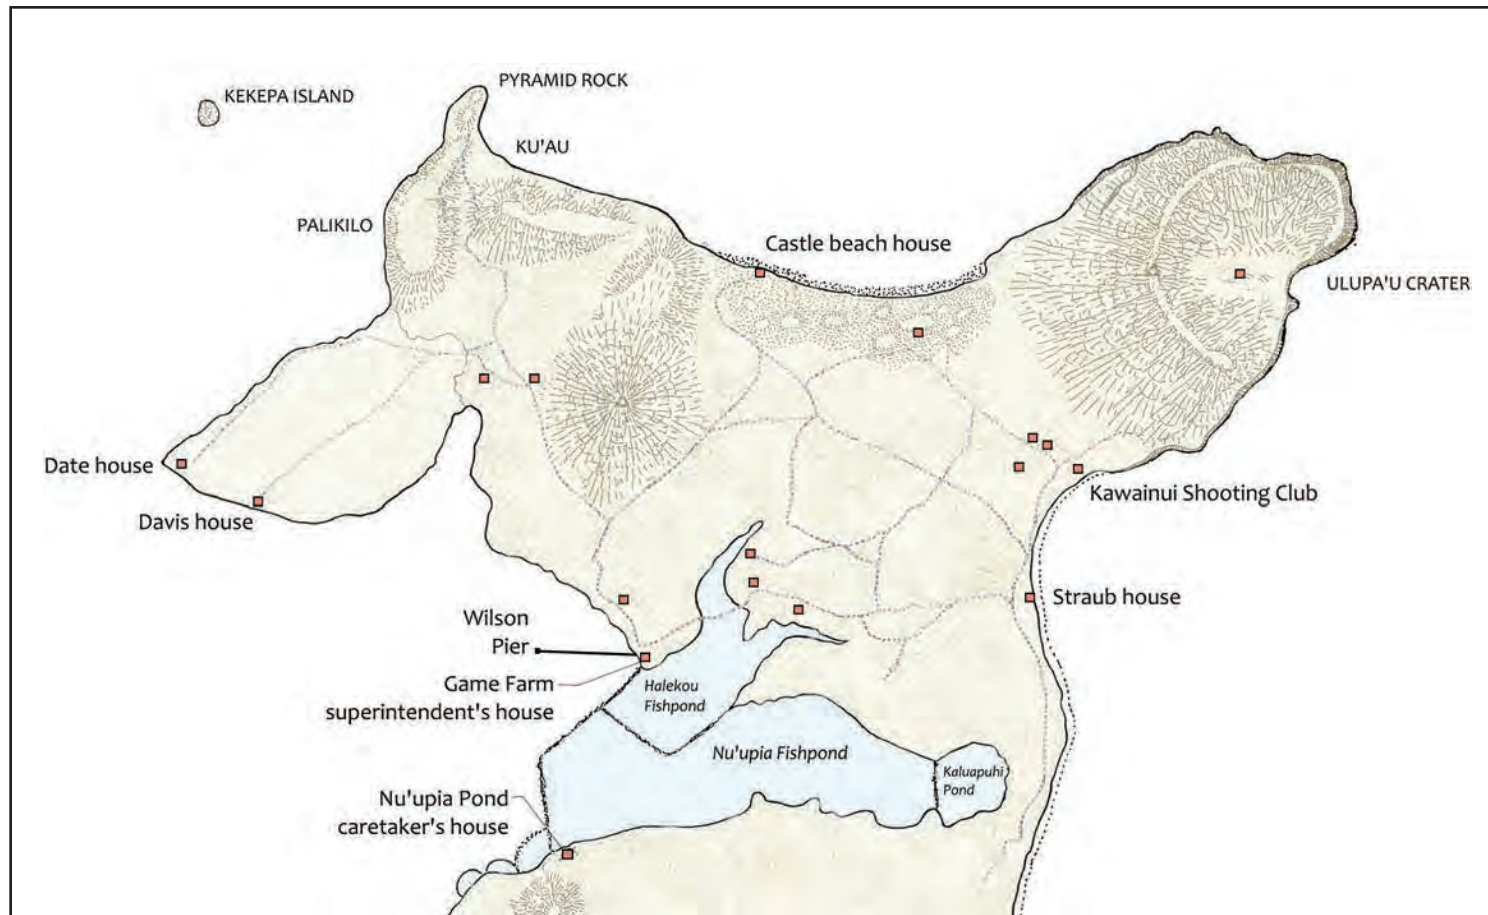 PYRAMID ROCK
KEKEPA ISLAND
KU'AU
PALIKILO
Castle beach house
ULUPA'U CRATER
Date house
Davis house
Kawainui Shooting Club
Straub house
Wilson
Pier
Game Farm
superintendent's house
Halekou
Fishpond
Nu'upia Fishpond
Kaluapuhi
Pond
Nu'upia Pond
caretaker's house